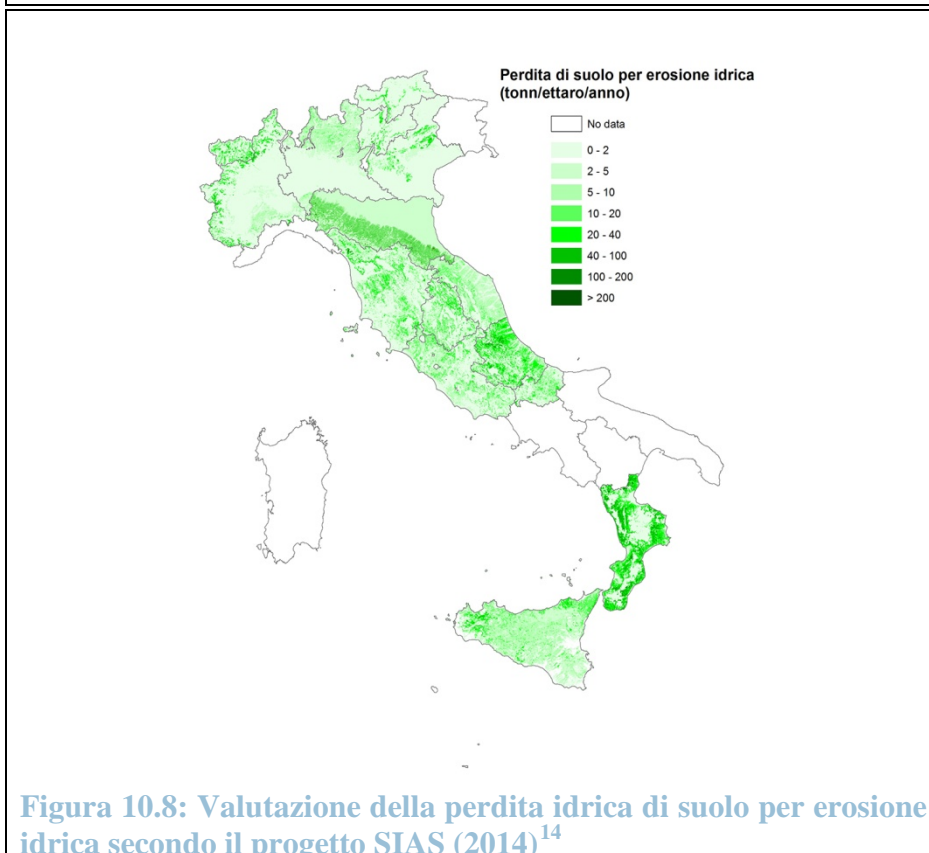 Perdita di suolo per erosione idrica
(tonn/ettaro/anno)
No data
0 - 2
2 - 5
5 - 10
10 - 20
20 - 40
40 - 100
100 - 200
> 200
Figura 10.8: Valutazione della perdita idrica di suolo per erosione
idrica secondo il progetto SIAS (2014)14